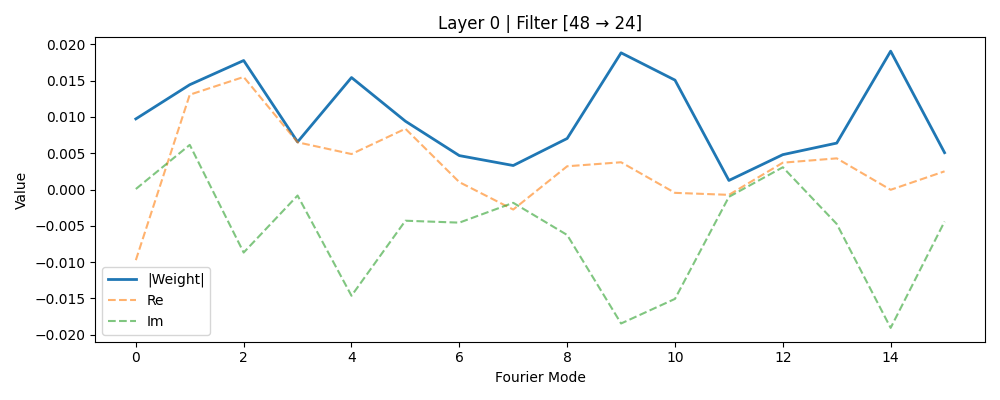 Layer 0 | Filter [48 → 24]
0.020
0.015
0.010
0.005
0.000
−0.005
−0.010
−0.015
−0.020
Value
|Weight|
Re
Im
0 2 4 6 8 10 12 14
Fourier Mode